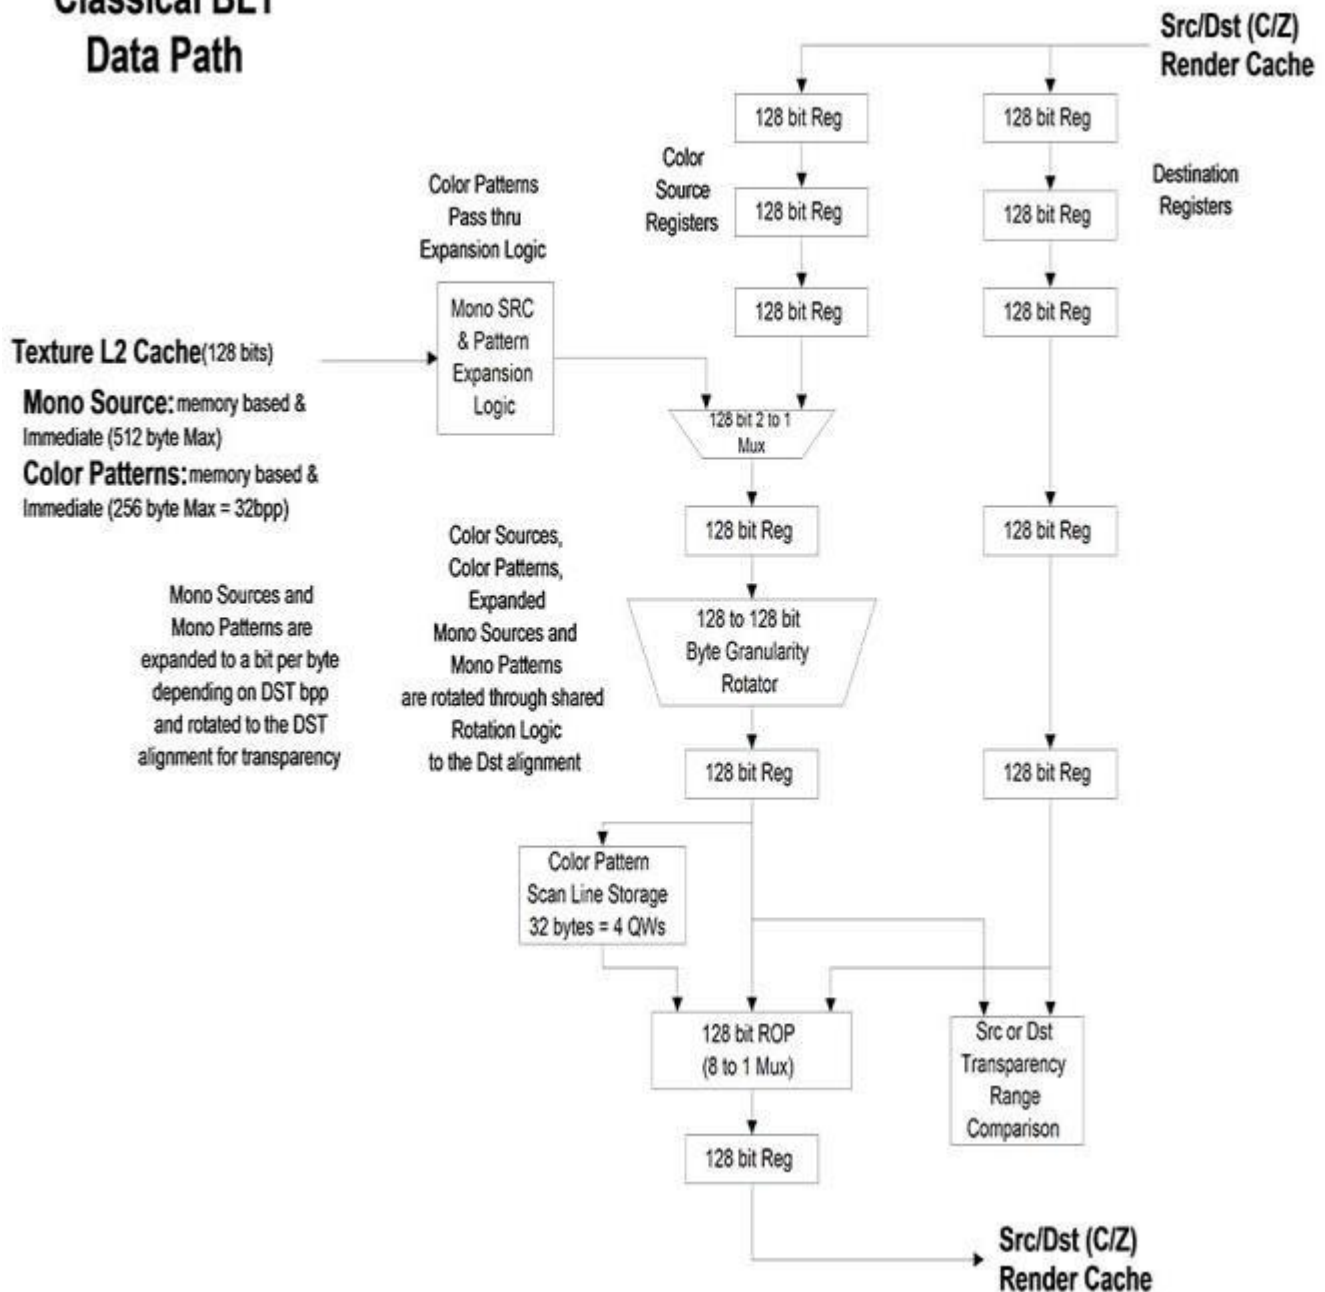 Classical BLT
Data Path
Src/Dst (C/Z)
Render Cache
128 bit Reg
128 bit Reg
Color
Source
Registers
Destination
Registers
Color Patterns
Pass thru
Expansion Logic
128 bit Reg
128 bit Reg
128 bit Reg
128 bit Reg
Mono SRC
& Pattern
Expansion
Logic
Texture L2 Cache(128 bits)
Mono Source: memory based &
Immediate (512 byte Max)
Color Patterns: memory based &
Immediate (256 byte Max = 32bpp)
128 bit 2 to 1
Mux
128 bit Reg
128 bit Reg
Color Sources,
Color Patterns,
Expanded
Mono Sources and
Mono Patterns
are rotated through shared
Rotation Logic
to the Dst alignment
Mono Sources and
Mono Patterns are
expanded to a bit per byte
depending on DST bpp
and rotated to the DST
alignment for transparency
128 to 128 bit
Byte Granularity
Rotator
128 bit Reg
128 bit Reg
Color Pattern
Scan Line Storage
32 bytes = 4 QWs
128 bit ROP
(8 to 1 Mux)
Src or Dst
Transparency
Range
Comparison
128 bit Reg
Src/Dst (C/Z)
Render Cache